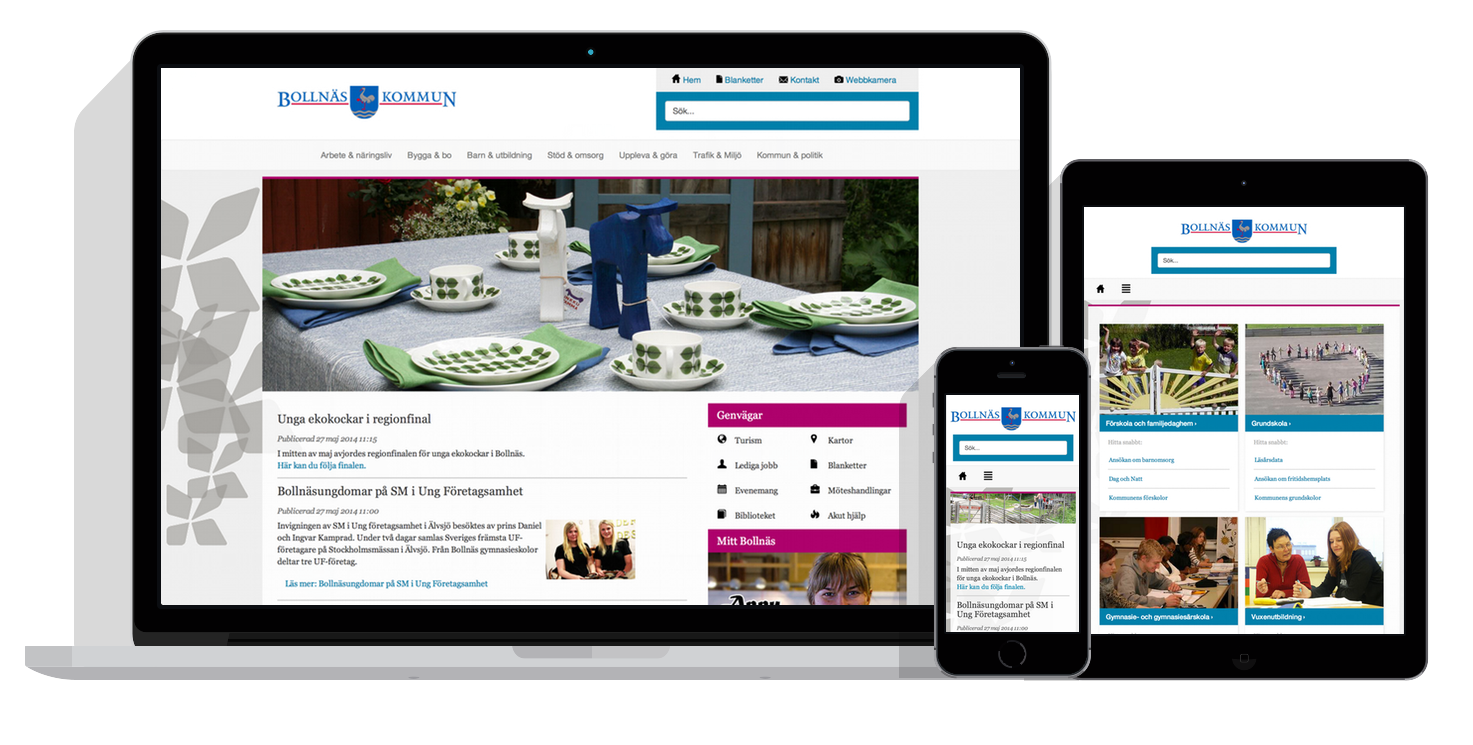 BOLLNÄS KOMMUN
Hem Blanketter Kontakt Webbkamera
Sök...
Arbete & näringsliv Bygga & bo Barn & utbildning Stöd & omsorg Uppleva & göra Trafik & Miljö Kommun & politik
Unga ekokockar i regionfinal
Publicerad 27 maj 2014 11:15
I mitten av maj avjordes regionfinalen för unga ekokockar i Bollnäs.
Här kan du följa finalen.
Bollnäsungdomar på SM i Ung Företagsamhet
Publicerad 27 maj 2014 11:00
Invigningen av SM i Ung företagsamhet i Älvsjö besöktes av prins Daniel
och Ingvar Kamprad. Under två dagar samlas Sveriges främsta UF-
företagare på Stockholmsmässan i Älvsjö. Från Bollnäs gymnasieskolor
deltar tre UF-företag.
Läs mer: Bollnäsungdomar på SM i Ung Företagsamhet
Genvägar
Turism Kartor
Lediga jobb Blanketter
Evenemang Möteshandlingar
Biblioteket Akut hjälp
Mitt Bollnäs
BOLLNÄS KOMMUN
Sök...
Unga ekokockar i regionfinal
Publicerad 27 maj 2014 11:15
I mitten av maj avjordes regionfinalen
för unga ekokockar i Bollnäs.
Här kan du följa finalen.
Bollnäsungdomar på SM i
Ung Företagsamhet
Publicerad 27 maj 2014 11:00
BOLLNÄS KOMMUN
Sök...
Förskola och familjedaghem ›
Hitta snabbt:
Ansökan om barnomsorg
Dag och Natt
Kommunens förskolor
Grundskola ›
Hitta snabbt:
Läsårsdata
Ansökan om fritidshemsplats
Kommunens grundskolor
Gymnasie- och gymnasiesärskola ›
Vuxenutbildning ›